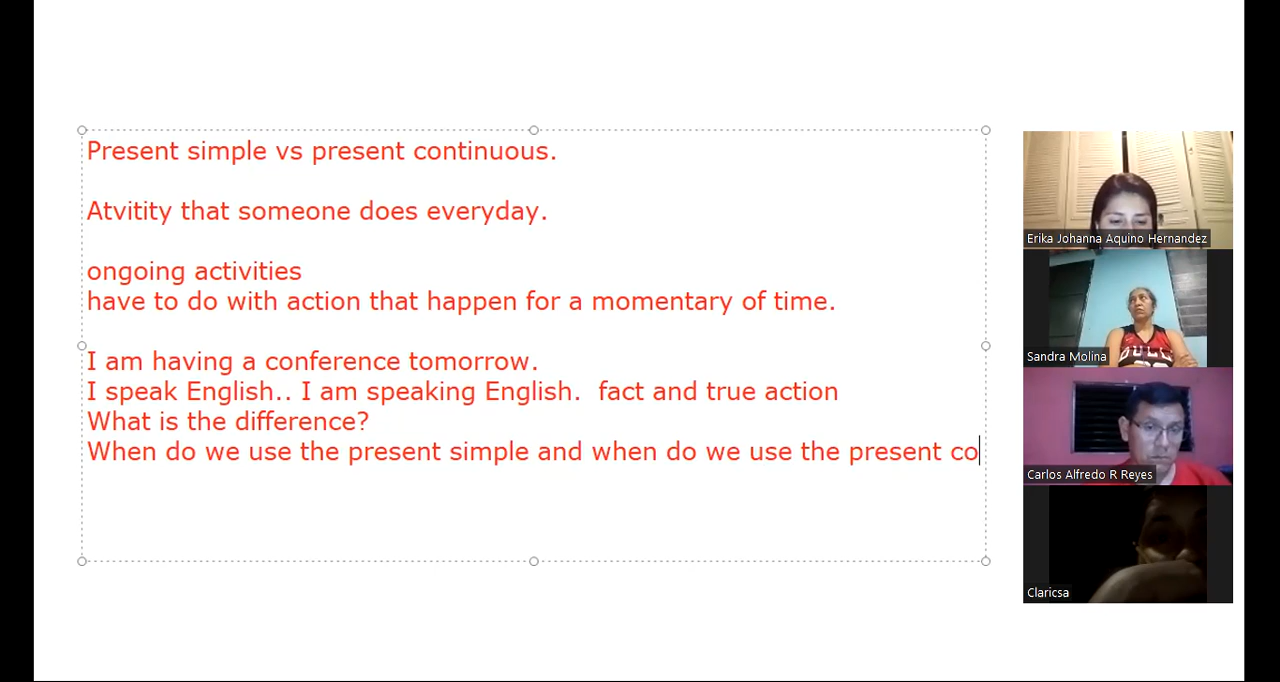 Present simple vs present continuous.
Atvitity that someone does everyday.
ongoing activities
have to do with action that happen for a momentary of time.
I am having a conference tomorrow.
I speak English.. I am speaking English.  fact and true action
What is the difference?
When do we use the present simple and when do we use the present co
Erika Johanna Aquino Hernandez
Sandra Molina
BULL
Carlos Alfredo R Reyes
Claricsa